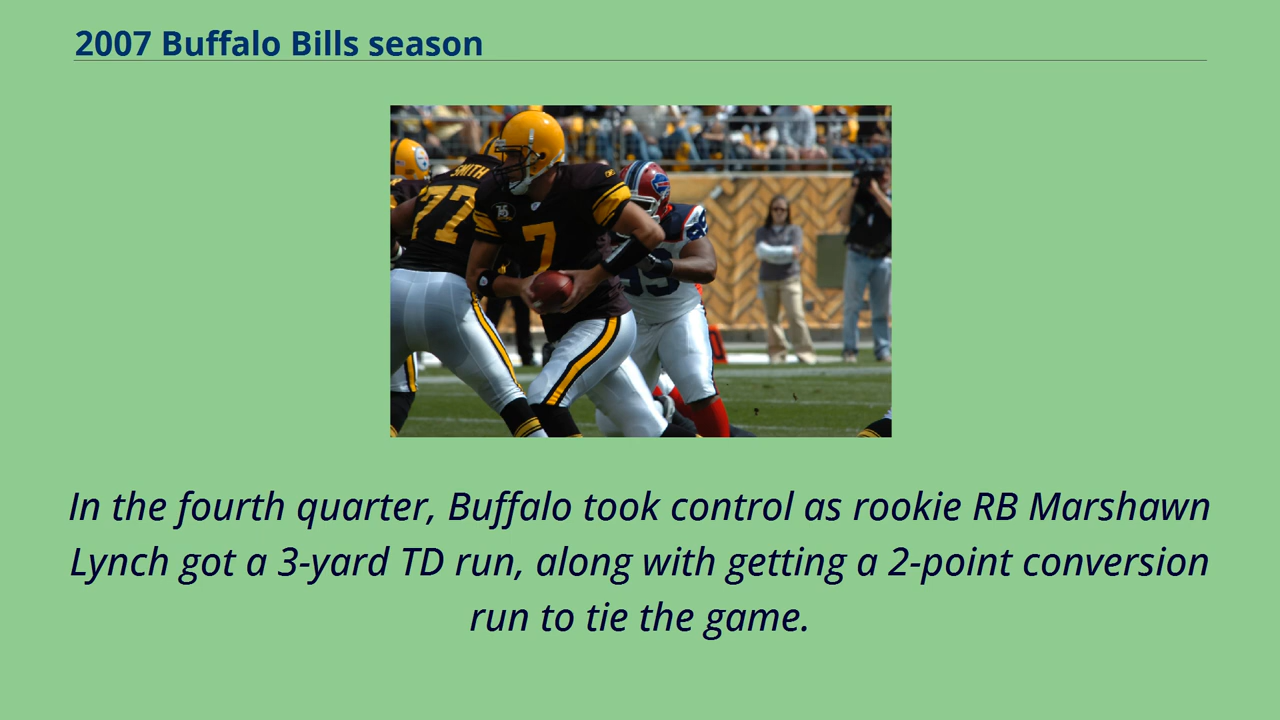 2007 Buffalo Bills season
SMITH
77
7
In the fourth quarter, Buffalo took control as rookie RB Marshawn
Lynch got a 3-yard TD run, along with getting a 2-point conversion
run to tie the game.